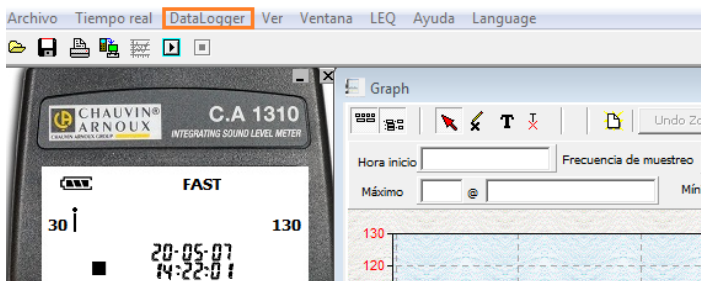 Archivo Tiempo real DataLogger Ver Ventana LEQ Ayuda Language
Graph
CHAUVIN®
ARNOUX
CHAUVIN ARNOUX GROUP
C.A 1310
INTEGRATING SOUND LEVEL METER
T
Undo Zo
Hora inicio
Frecuencia de muestreo
FAST
Máximo
@
Mín
30
130
130
20-05-07
14:22:01
120